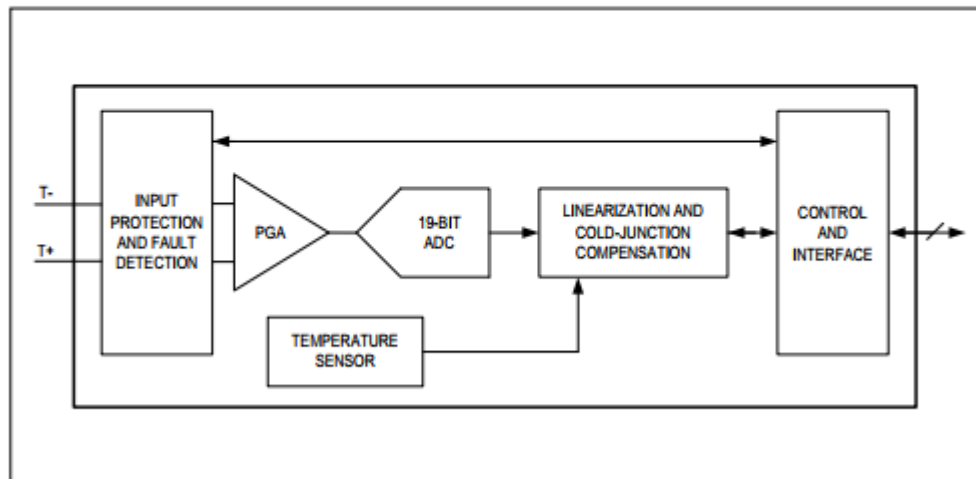 T-
T+
INPUT
PROTECTION
AND FAULT
DETECTION
PGA
19-BIT
ADC
LINEARIZATION AND
COLD-JUNCTION
COMPENSATION
CONTROL
AND
INTERFACE
TEMPERATURE
SENSOR